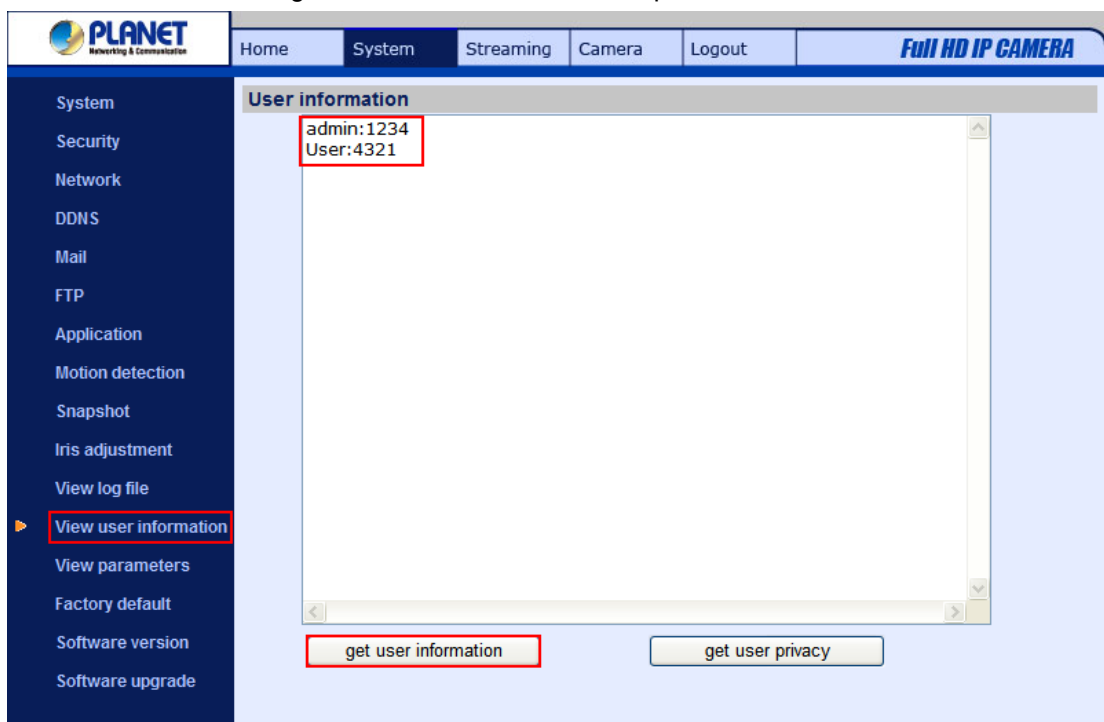 PLANET
Networking & Communication
Home System Streaming Camera Logout Full HD IP CAMERA
System
Security
Network
DDNS
Mail
FTP
Application
Motion detection
Snapshot
Iris adjustment
View log file
View user information
View parameters
Factory default
Software version
Software upgrade
User information
admin:1234
User:4321
get user information get user privacy